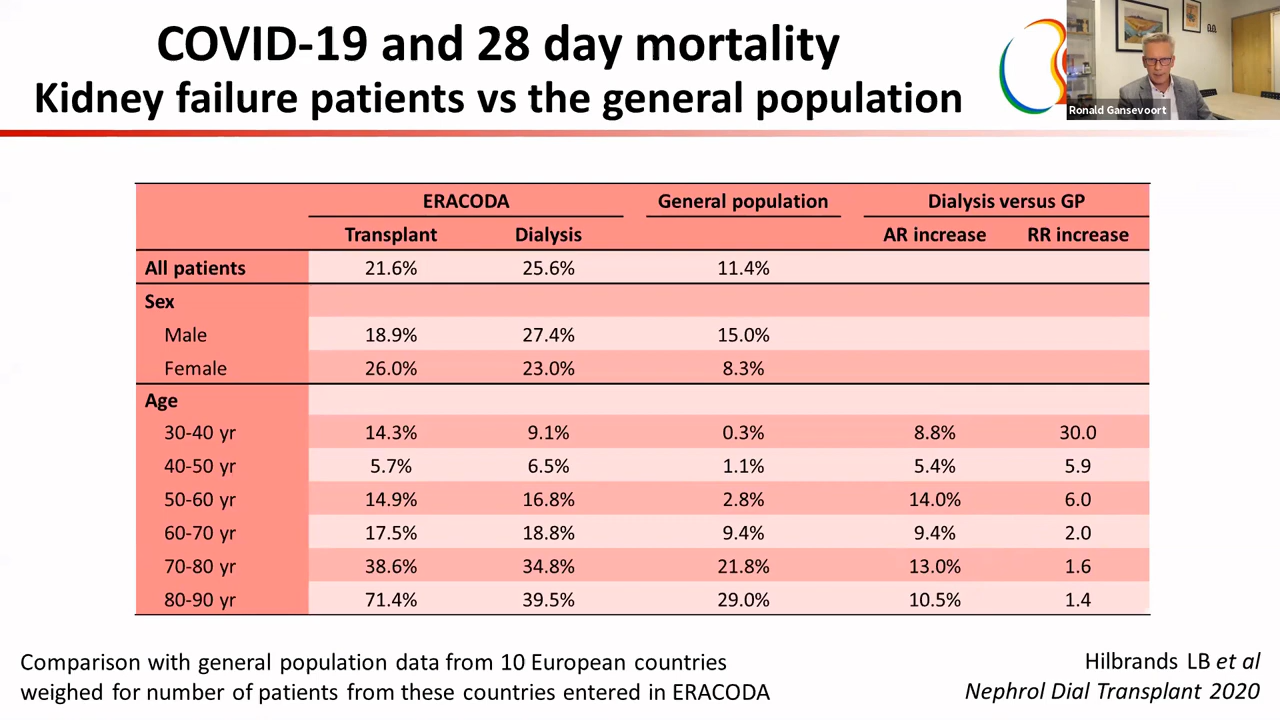 COVID-19 and 28 day mortality
Kidney failure patients vs the general population
Ronald Gansevoort
ERACODA General population Dialysis versus GP
Transplant Dialysis AR increase RR increase
All patients 21.6% 25.6% 11.4%
Sex
Male 18.9% 27.4% 15.0%
Female 26.0% 23.0% 8.3%
Age
30-40 yr 14.3% 9.1% 0.3% 8.8% 30.0
40-50 yr 5.7% 6.5% 1.1% 5.4% 5.9
50-60 yr 14.9% 16.8% 2.8% 14.0% 6.0
60-70 yr 17.5% 18.8% 9.4% 9.4% 2.0
70-80 yr 38.6% 34.8% 21.8% 13.0% 1.6
80-90 yr 71.4% 39.5% 29.0% 10.5% 1.4
Comparison with general population data from 10 European countries
weighed for number of patients from these countries entered in ERACODA
Hilbrands LB et al
Nephrol Dial Transplant 2020